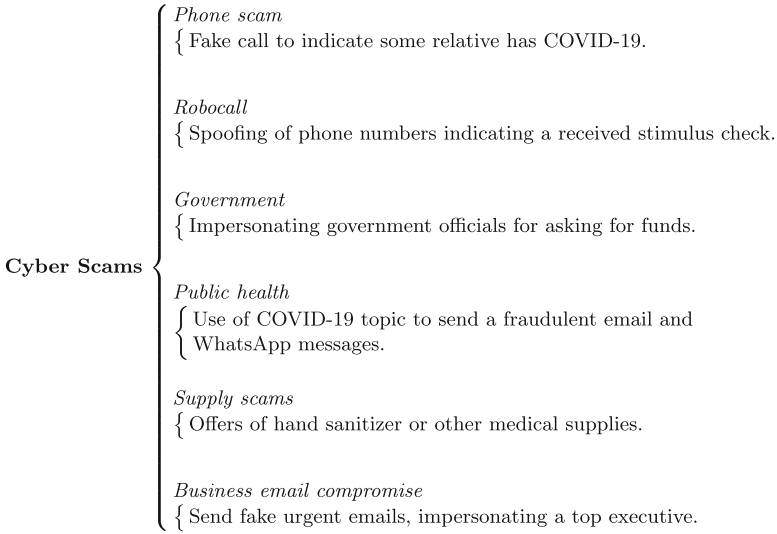 Phone scam
Fake call to indicate some relative has COVID-19.
Robocall
Spoofing of phone numbers indicating a received stimulus check.
Government
Impersonating government officials for asking for funds.
Cyber Scams
Public health
Use of COVID-19 topic to send a fraudulent email and
WhatsApp messages.
Supply scams
Offers of hand sanitizer or other medical supplies.
Business email compromise
Send fake urgent emails, impersonating a top executive.